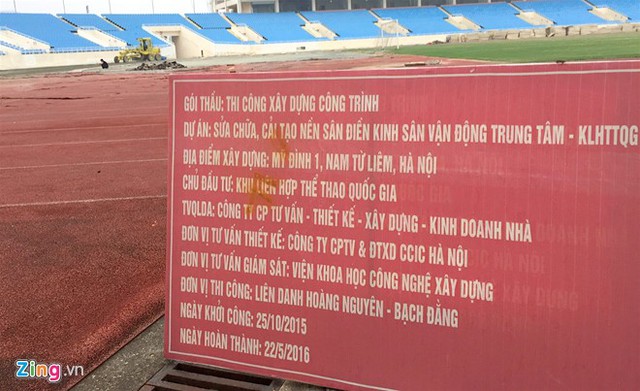 GÓI THẦU: THI CÔNG XÂY DỰNG CÔNG TRÌNH
DỰ ÁN: SỬA CHỮA, CẢI TẠO NỀN SÂN ĐIỀN KINH SÂN VẬN ĐỘNG TRUNG TÂM - KLHTTQG
ĐỊA ĐIỂM XÂY DỰNG: MỸ ĐÌNH 1, NAM TỪ LIÊM, HÀ NỘI
CHỦ ĐẦU TƯ: KHU LIÊN HỢP THỂ THAO QUỐC GIA
TVQLDA: CÔNG TY CP TƯ VẤN - THIẾT KẾ - XÂY DỰNG - KINH DOANH NHÀ
ĐƠN VỊ TƯ VẤN THIẾT KẾ: CÔNG TY CPTV & ĐTXD CCIC HÀ NỘI
ĐƠN VỊ TƯ VẤN GIÁM SÁT: VIỆN KHOA HỌC CÔNG NGHỆ XÂY DỰNG
ĐƠN VỊ THI CÔNG: LIÊN DANH HOÀNG NGUYÊN - BẠCH ĐẰNG
NGÀY KHỞI CÔNG: 25/10/2015
NGÀY HOÀN THÀNH: 22/5/2016
Zing.vn